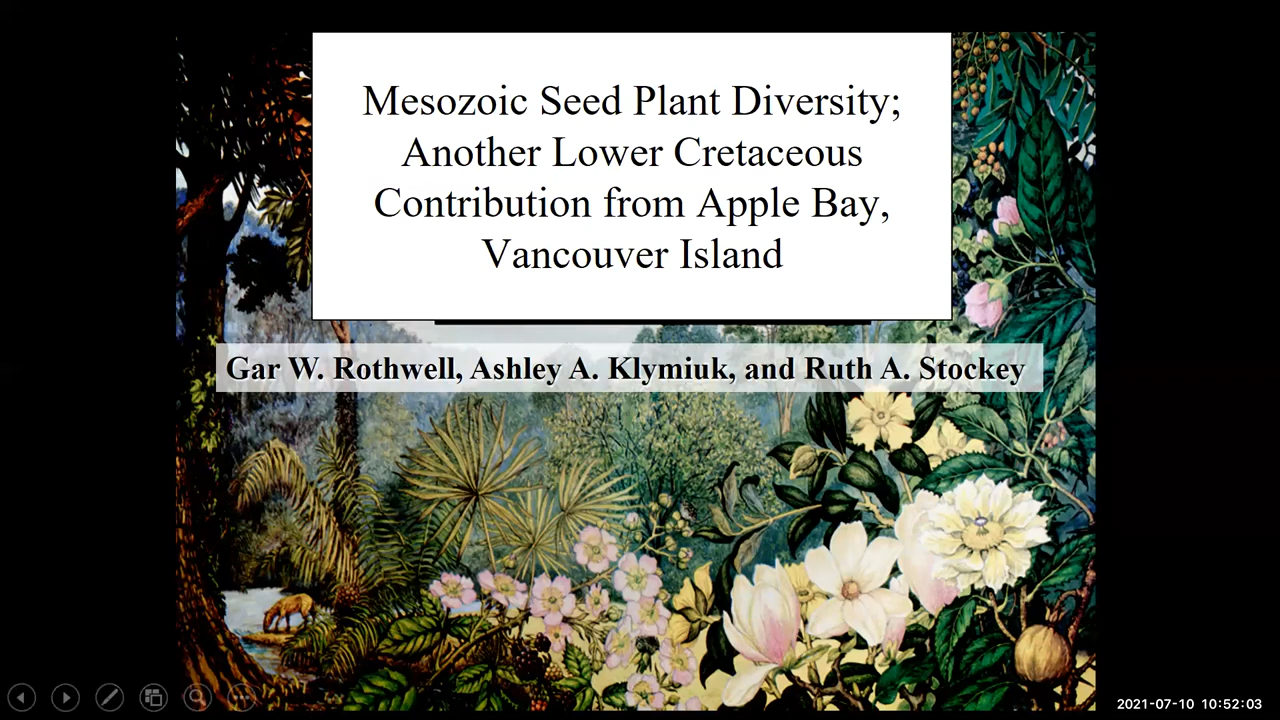 Mesozoic Seed Plant Diversity;
Another Lower Cretaceous
Contribution from Apple Bay,
Vancouver Island
Gar W. Rothwell, Ashley A. Klymiuk, and Ruth A. Stockey
2021-07-10 10:52:03